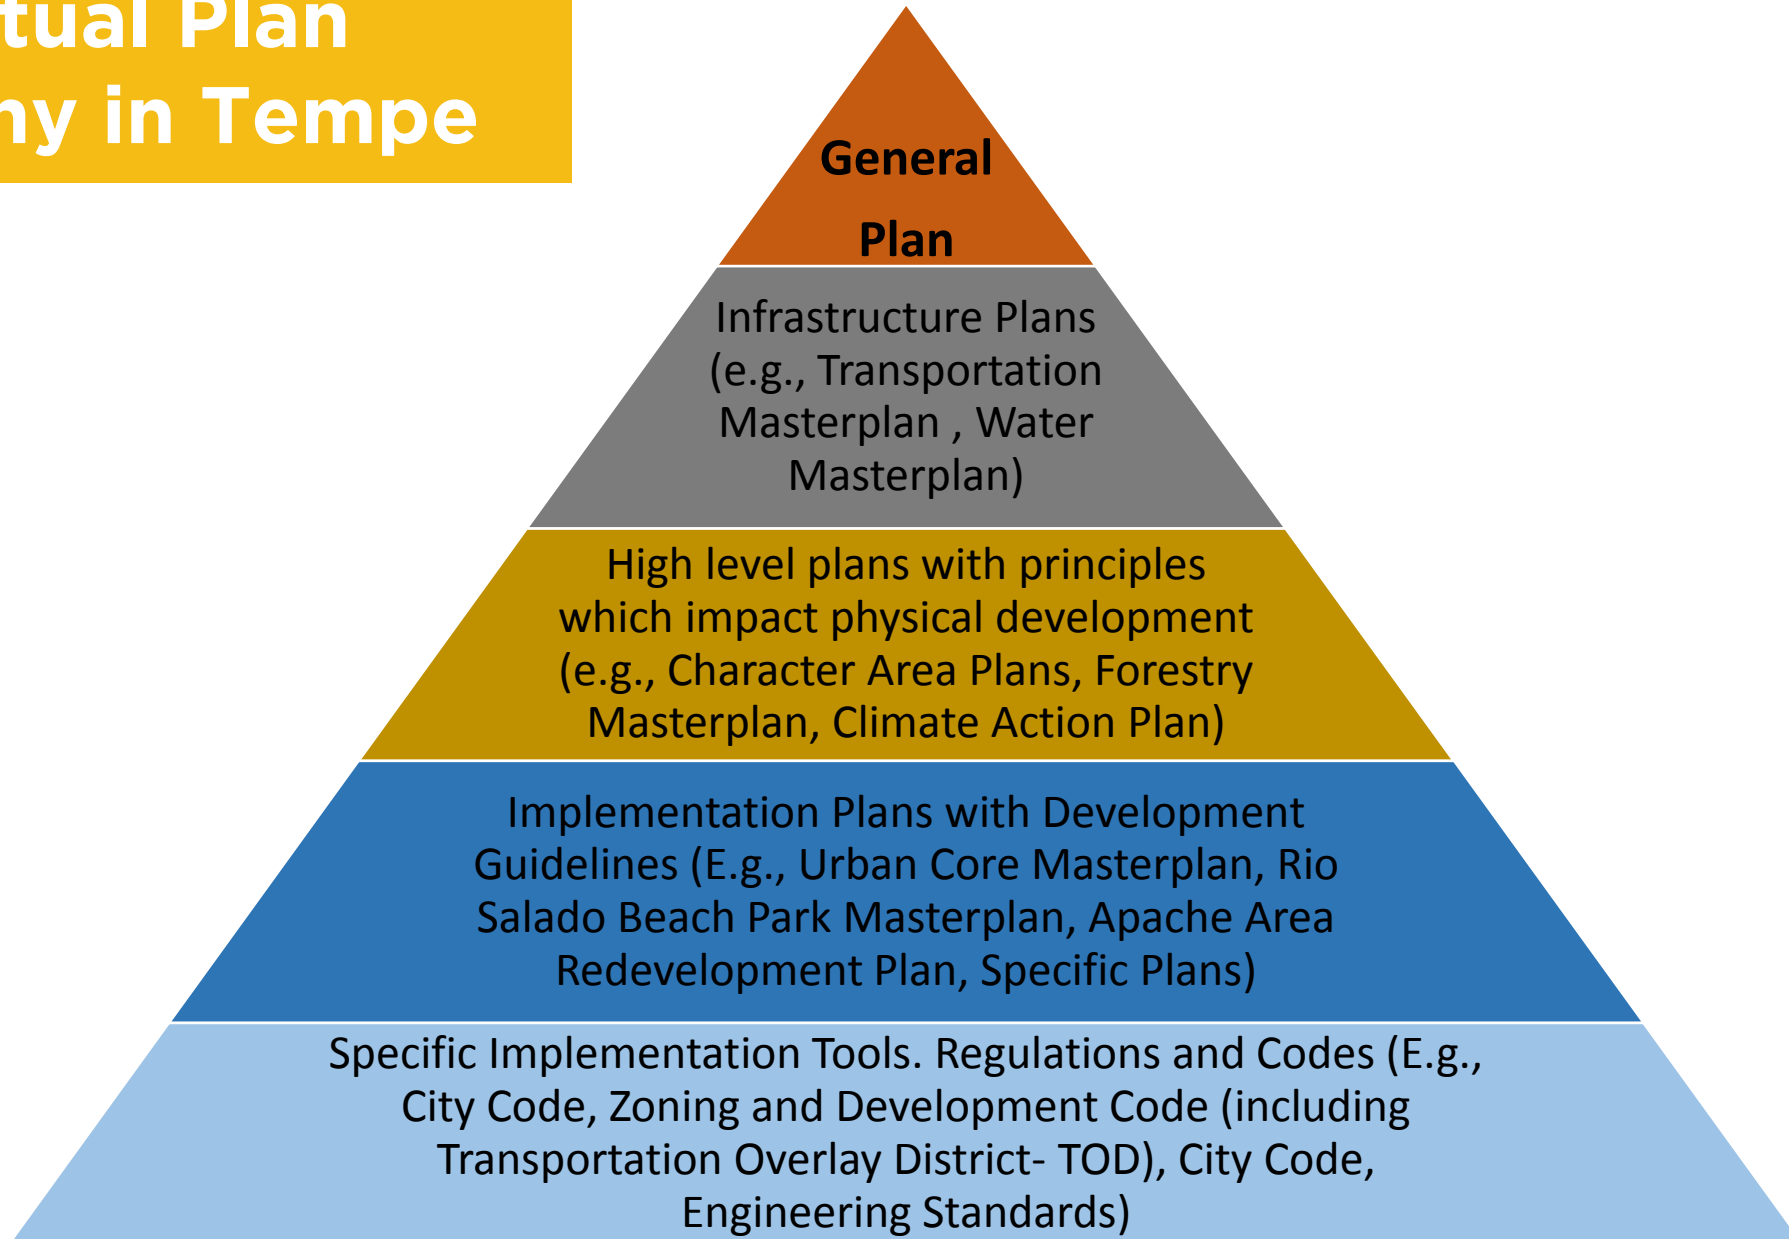 tual Plan
ny in Tempe
General
Plan
Infrastructure Plans
(e.g., Transportation
Masterplan , Water
Masterplan)
High level plans with principles
which impact physical development
(e.g., Character Area Plans, Forestry
Masterplan, Climate Action Plan)
Implementation Plans with Development
Guidelines (E.g., Urban Core Masterplan, Rio
Salado Beach Park Masterplan, Apache Area
Redevelopment Plan, Specific Plans)
Specific Implementation Tools. Regulations and Codes (E.g.,
City Code, Zoning and Development Code (including
Transportation Overlay District- TOD), City Code,
Engineering Standards)